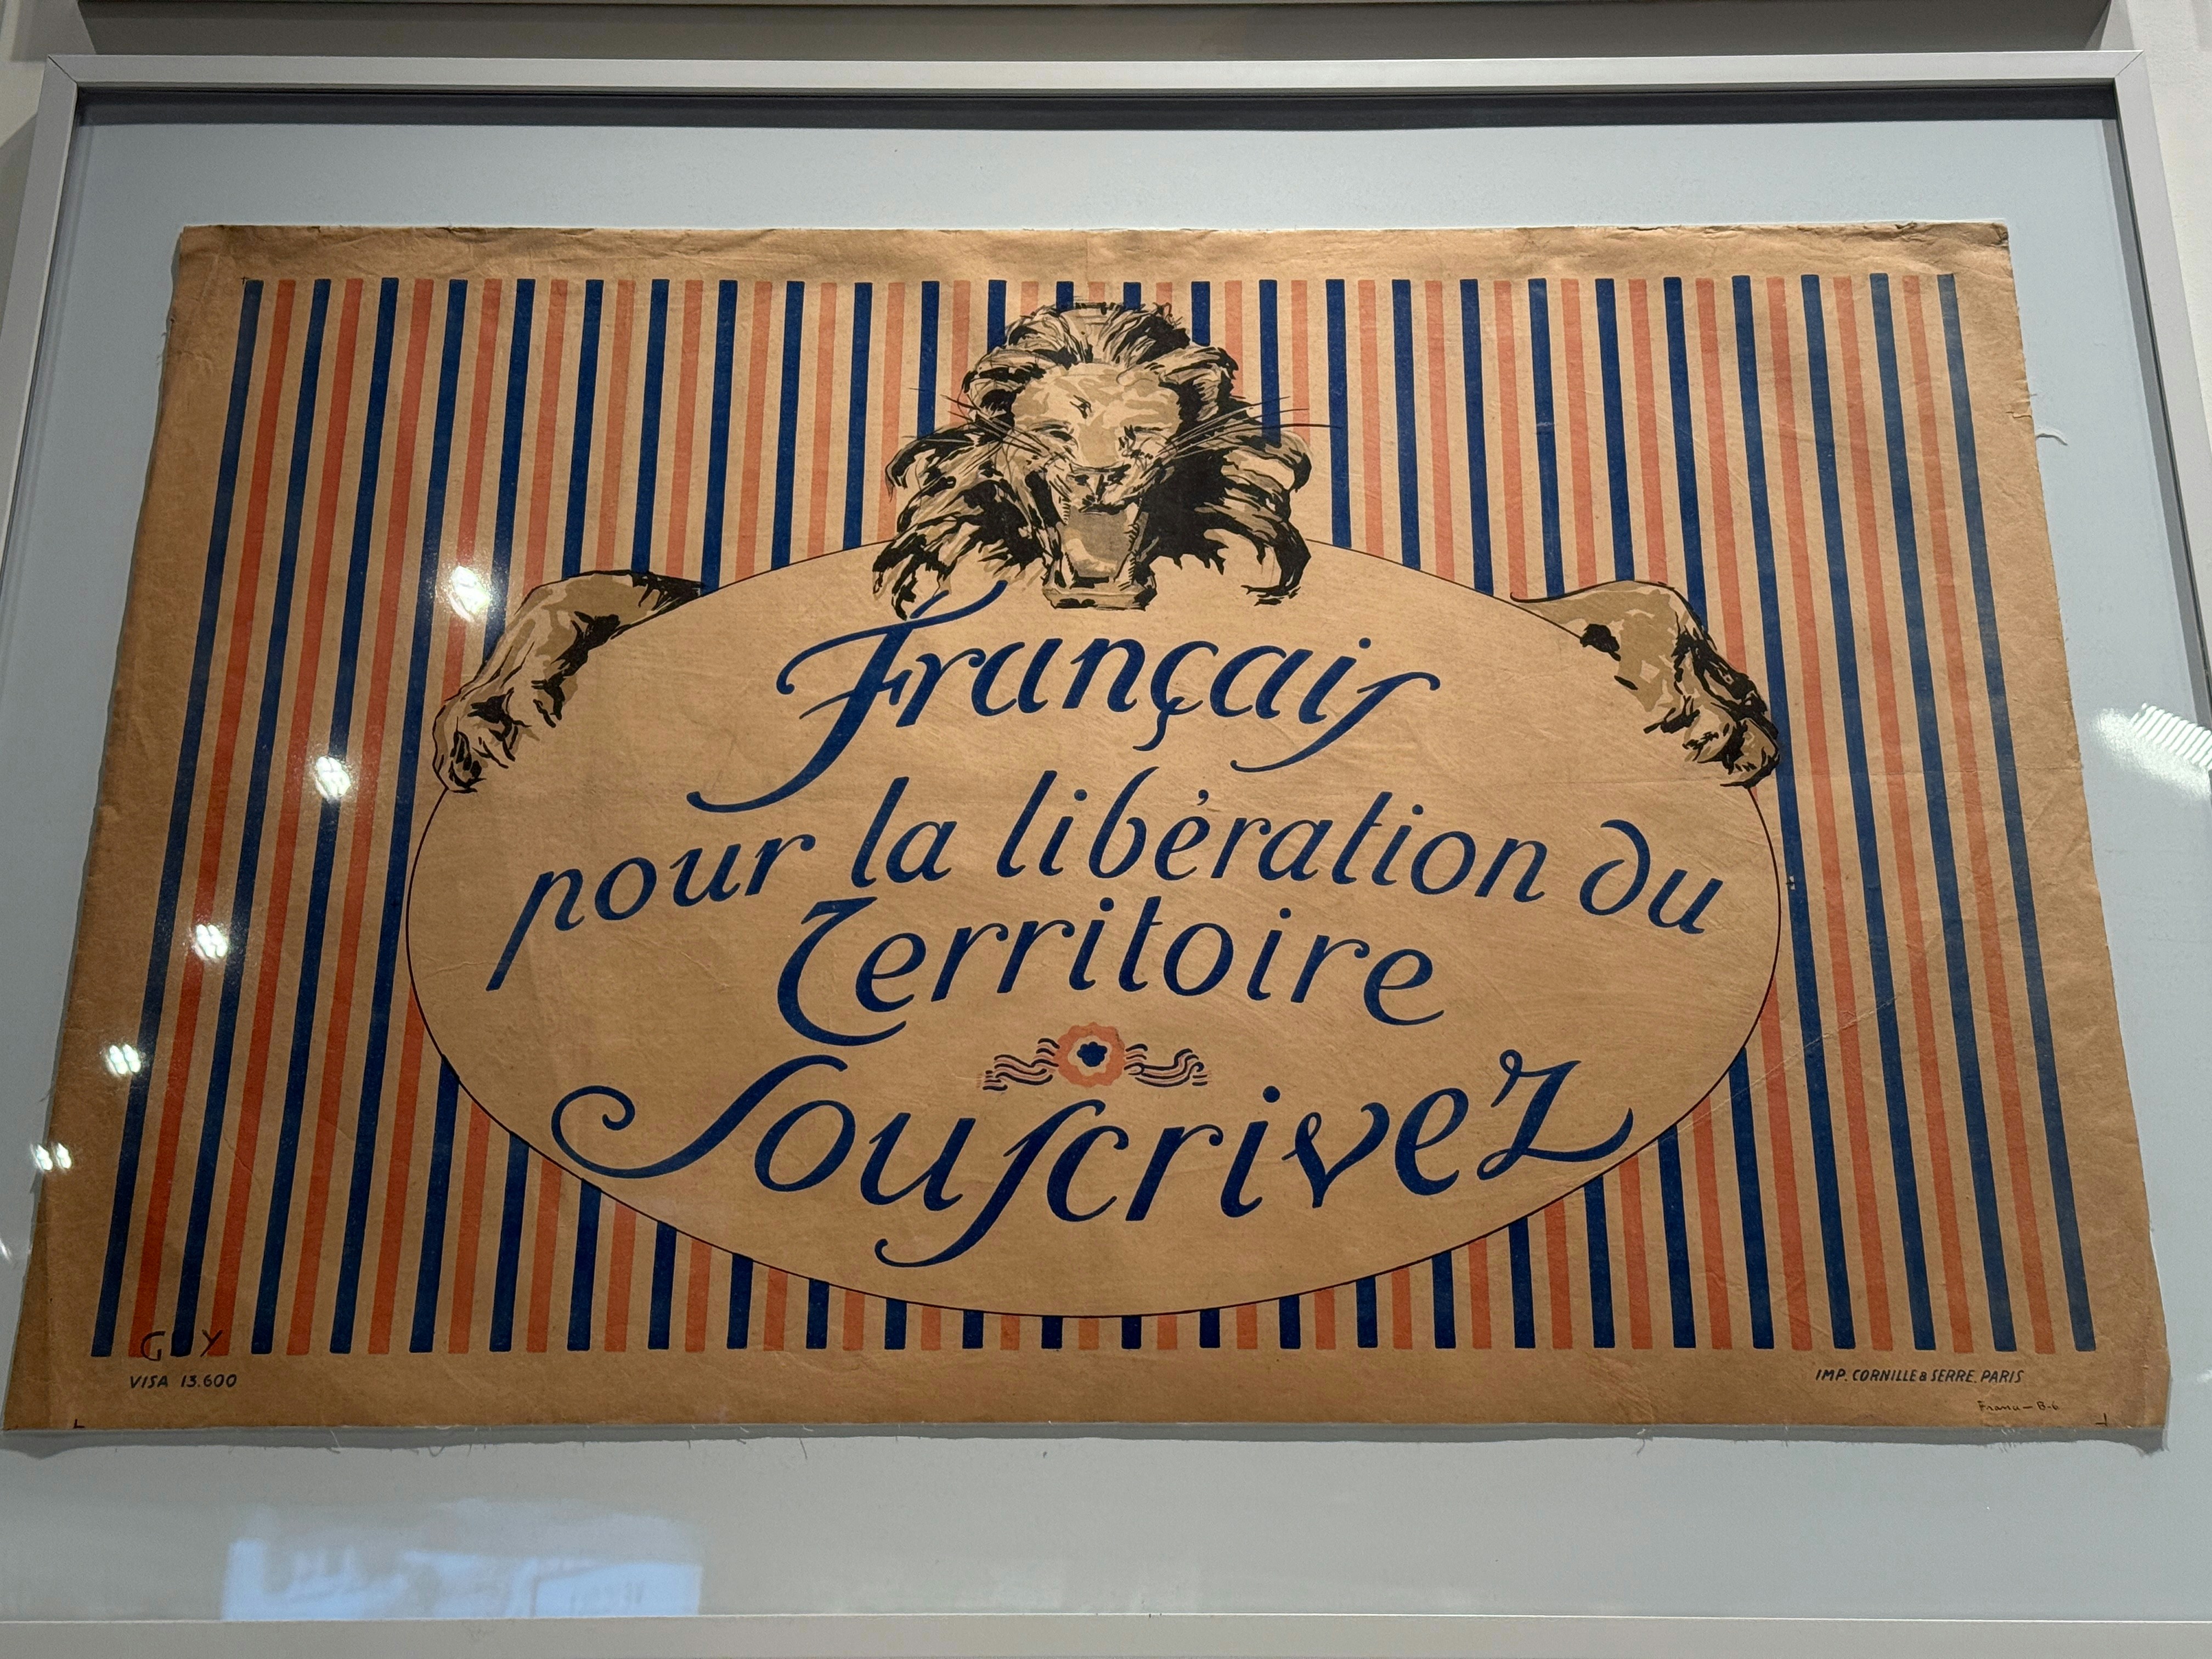 Français
pour la libération du
Territoire
Souscrivez
GUY
VISA 13.600
IMP. CORNILLE & SERRE. PARIS